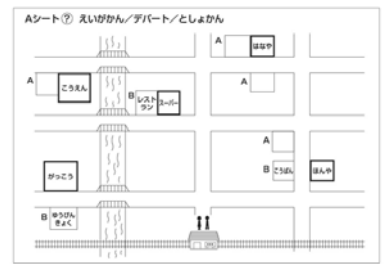 Aシート? えいがかん/デパート/としょかん
A
はなや
A
こうえん
B
レスト
ラン
スーパー
A
A
がっこう
B
こうばん
ほんや
B
ゆうびん
きょく